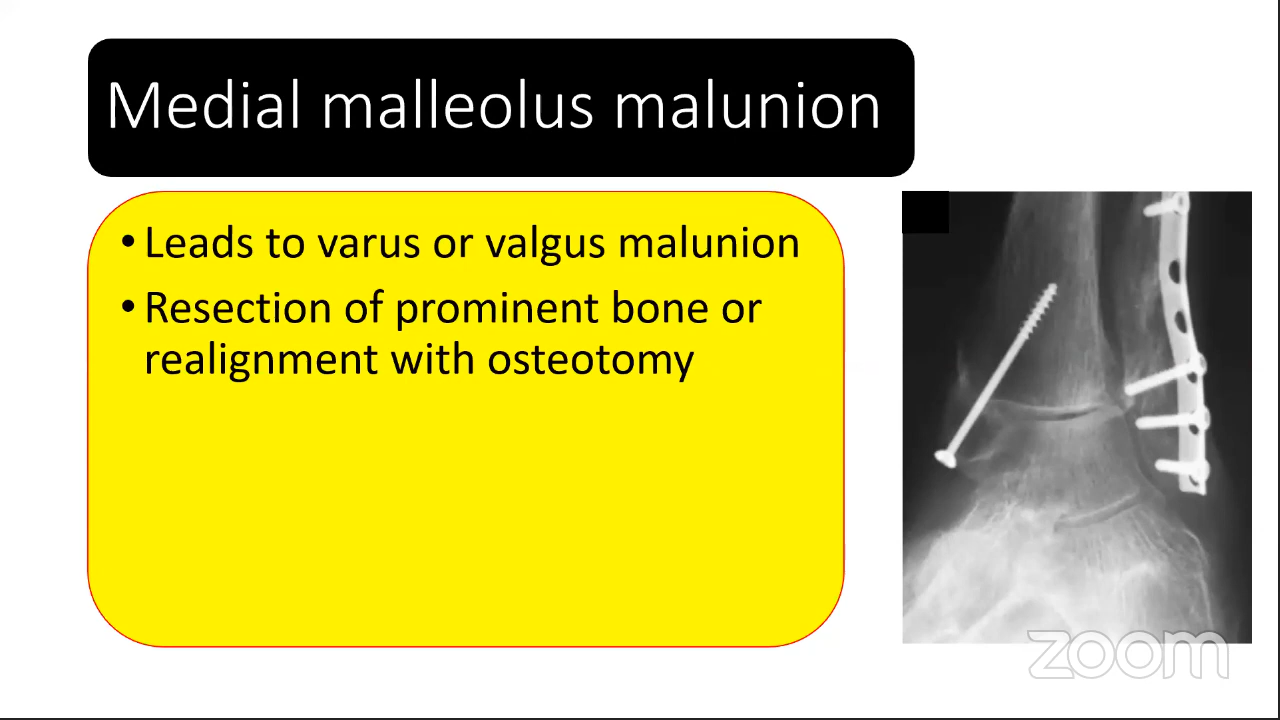 Medial malleolus malunion
• Leads to varus or valgus malunion
• Resection of prominent bone or
realignment with osteotomy
zoom